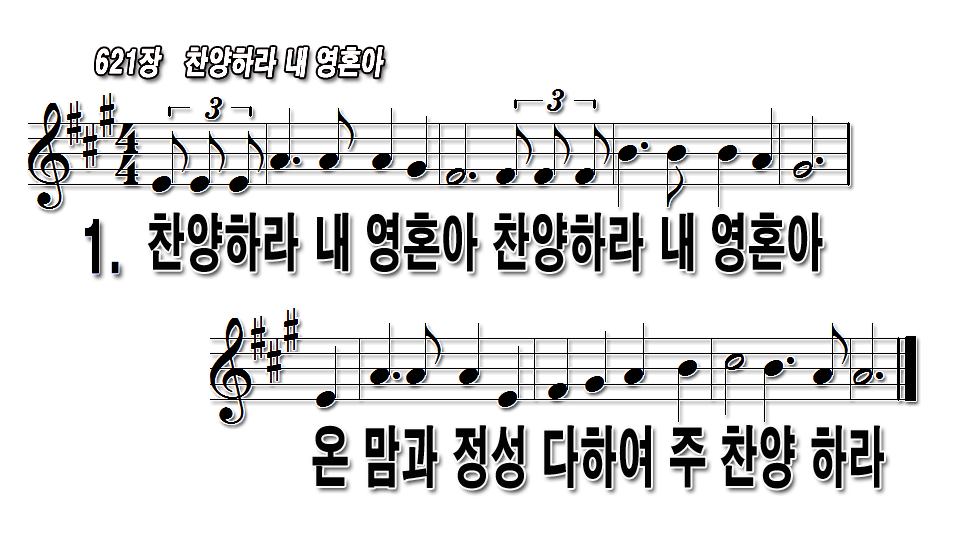 621장 찬양하라 내 영혼아
3 3
4
4
1. 찬양하라 내 영혼아 찬양하라 내 영혼아
온 맘과 정성 다하여 주 찬양 하라